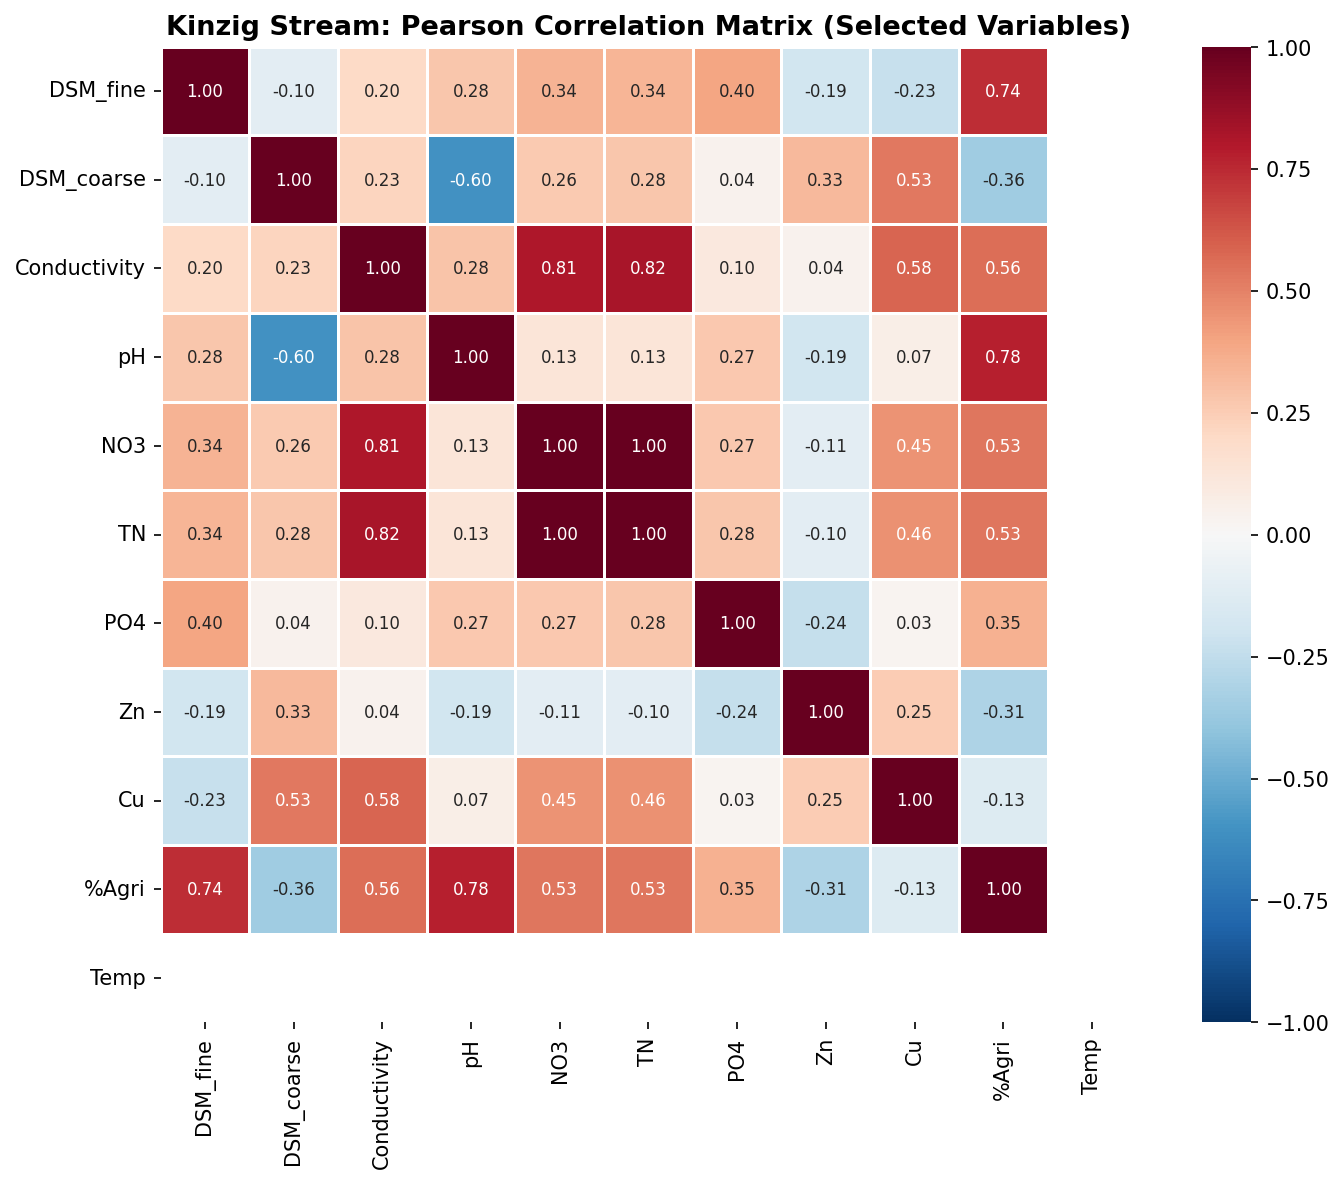 Kinzig Stream: Pearson Correlation Matrix (Selected Variables)
DSM_fine 1.00 -0.10 0.20 0.28 0.34 0.34 0.40 -0.19 -0.23 0.74
DSM_coarse -0.10 1.00 0.23 -0.60 0.26 0.28 0.04 0.33 0.53 -0.36
Conductivity 0.20 0.23 1.00 0.28 0.81 0.82 0.10 0.04 0.58 0.56
pH 0.28 -0.60 0.28 1.00 0.13 0.13 0.27 -0.19 0.07 0.78
NO3 0.34 0.26 0.81 0.13 1.00 1.00 0.27 -0.11 0.45 0.53
TN 0.34 0.28 0.82 0.13 1.00 1.00 0.28 -0.10 0.46 0.53
PO4 0.40 0.04 0.10 0.27 0.27 0.28 1.00 -0.24 0.03 0.35
Zn -0.19 0.33 0.04 -0.19 -0.11 -0.10 -0.24 1.00 0.25 -0.31
Cu -0.23 0.53 0.58 0.07 0.45 0.46 0.03 0.25 1.00 -0.13
%Agri 0.74 -0.36 0.56 0.78 0.53 0.53 0.35 -0.31 -0.13 1.00
Temp
DSM_fine DSM_coarse Conductivity pH NO3 TN PO4 Zn Cu %Agri Temp
1.00
0.75
0.50
0.25
0.00
−0.25
−0.50
−0.75
−1.00